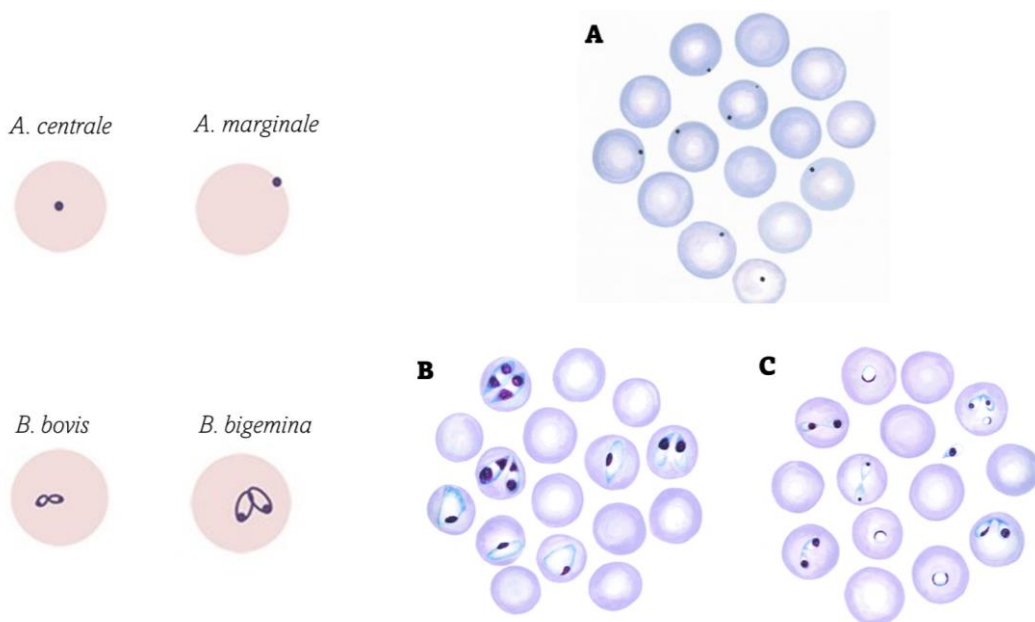 A
A. centrale
A. marginale
B
C
B. bovis
B. bigemina